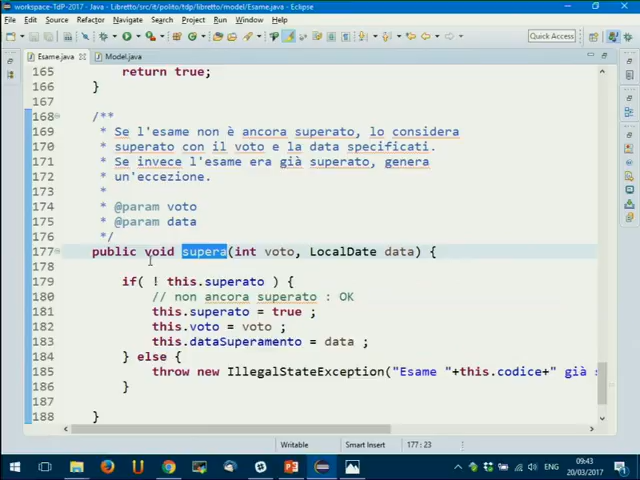 workspace-TdP-2017 - Java - Libretto/src/it/polito/tdp/libretto/model/Esame.java - Eclipse
File Edit Source Refactor Navigate Search Project Run Window Help
Quick Access
Esame.java Model.java
165 return true;
166 }
167
168 /**
169 * Se l'esame non è ancora superato, lo considera
170 * superato con il voto e la data specificati.
171 * Se invece l'esame era già superato, genera
172 * un'eccezione.
173 *
174 * @param voto
175 * @param data
176 */
177 public void supera(int voto, LocalDate data) {
178
179 if( ! this.superato ) {
180 // non ancora superato : OK
181 this.superato = true ;
182 this.voto = voto ;
183 this.dataSuperamento = data ;
184 } else {
185 throw new IllegalStateException("Esame "+this.codice+" già s
186 }
187
188 }
Writable Smart Insert 177 : 23
09:43
20/03/2017